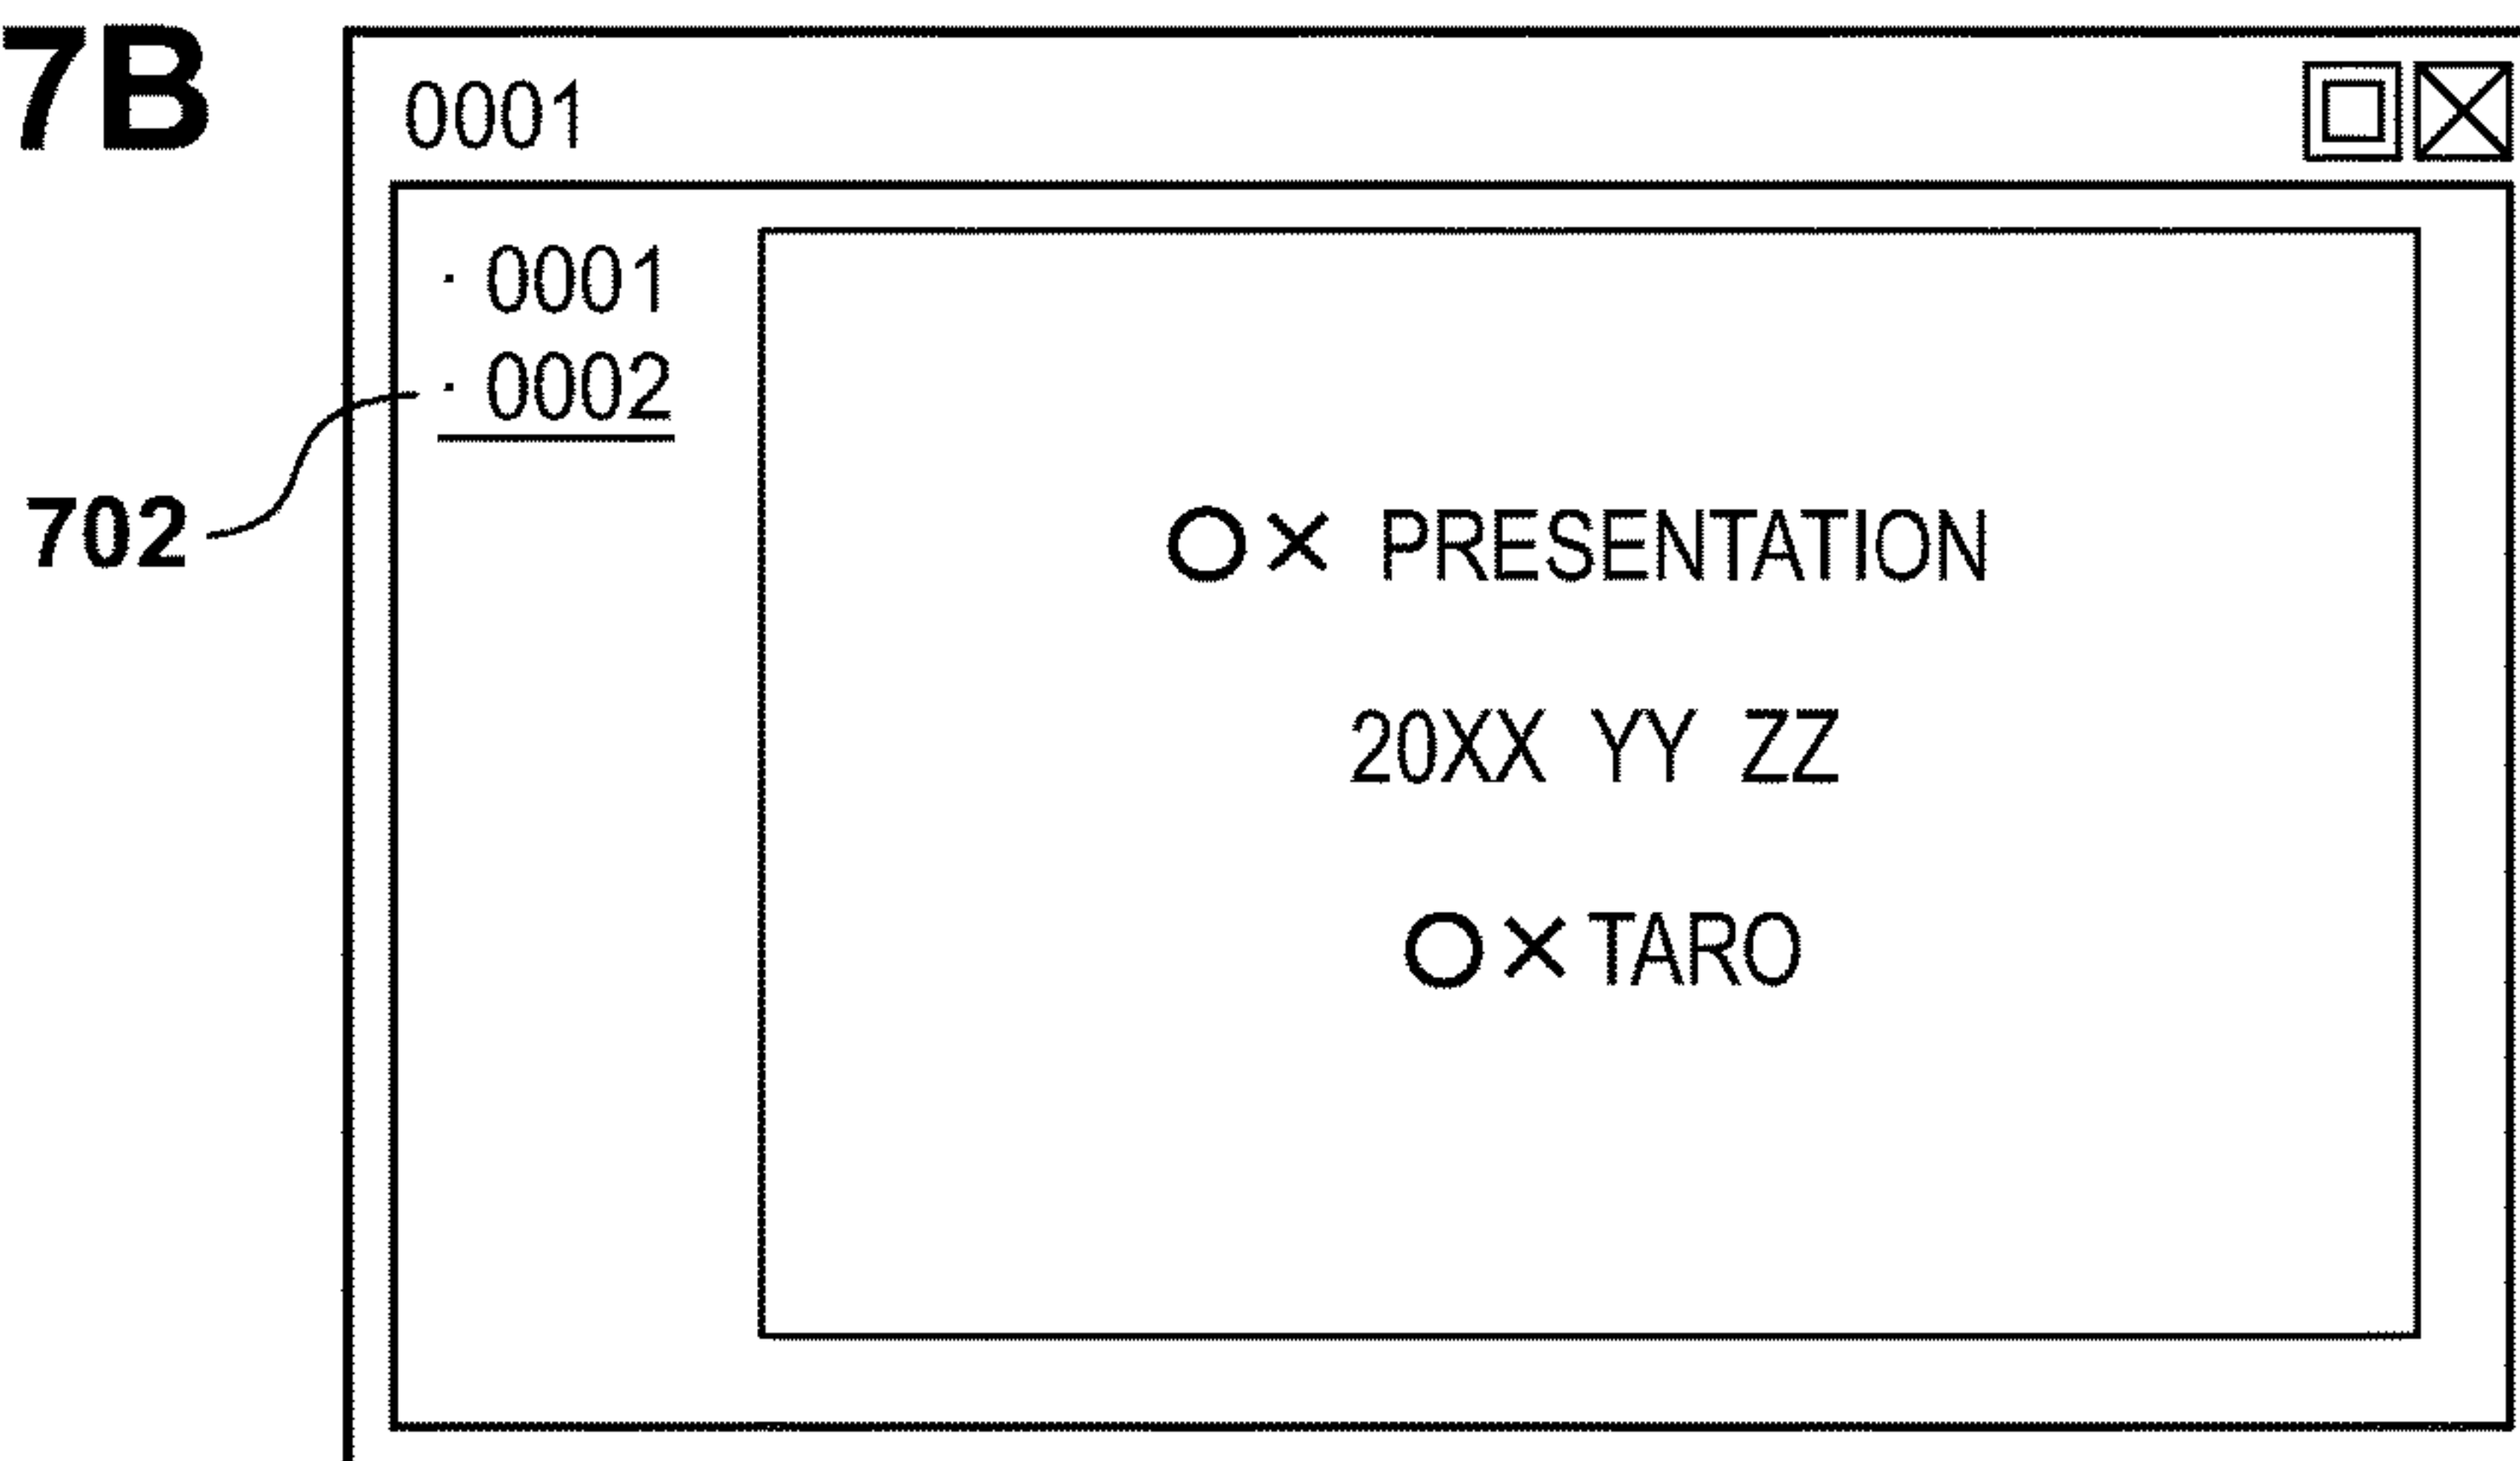 7B
0001
· 0001
· 0002
702
○× PRESENTATION
20XX YY ZZ
○×TARO